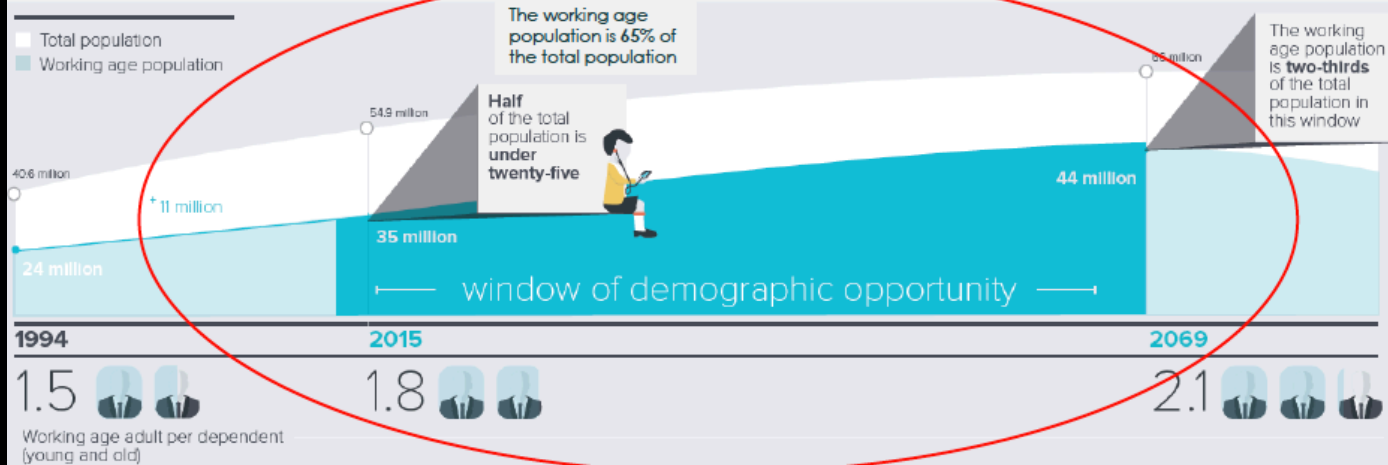 Total population
Working age population
The working age
population is 65% of
the total population
The working
age population
is two-thirds
of the total
population in
this window
million
54.9 million
Half
of the total
population is
under
twenty-five
40.6 million
+11 million
44 million
35 million
24 million
window of demographic opportunity
1994
2015
2069
1.5
1.8
2.1
Working age adult per dependent
(young and old)